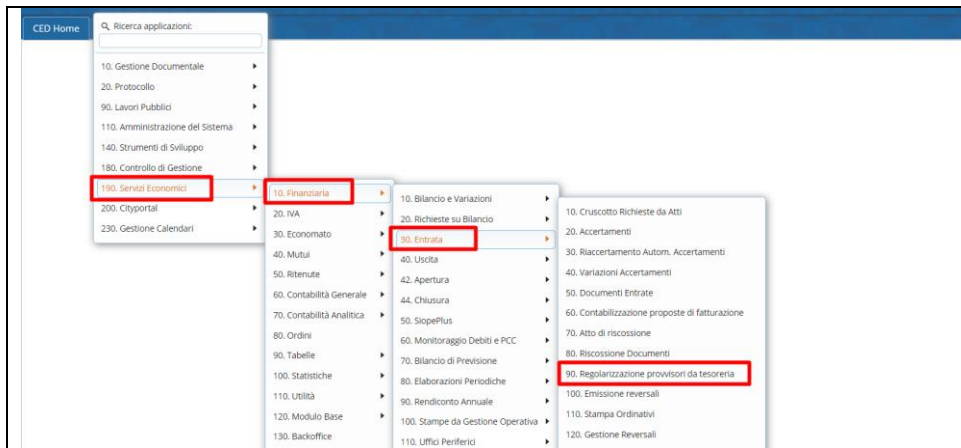 CED Home
Ricerca applicazioni:
10. Gestione Documentale
20. Protocollo
90. Lavori Pubblici
110. Amministrazione del Sistema
140. Strumenti di Sviluppo
180. Controllo di Gestione
190. Servizi Economici
200. Cityportal
230. Gestione Calendari
10. Finanziaria
20. IVA
30. Economato
40. Mutui
50. Ritenute
60. Contabilità Generale
70. Contabilità Analitica
80. Ordini
90. Tabelle
100. Statistiche
110. Utilità
120. Modulo Base
130. Backoffice
10. Bilancio e Variazioni
20. Richieste su Bilancio
30. Entrata
40. Uscita
42. Apertura
44. Chiusura
50. SiopePlus
60. Monitoraggio Debiti e PCC
70. Bilancio di Previsione
80. Elaborazioni Periodiche
90. Rendiconto Annuale
100. Stampe da Gestione Operativa
110. Uffici Periferici
10. Cruscotto Richieste da Atti
20. Accertamenti
30. Riaccertamento Autom. Accertamenti
40. Variazioni Accertamenti
50. Documenti Entrate
60. Contabilizzazione proposte di fatturazione
70. Atto di riscossione
80. Riscossione Documenti
90. Regolarizzazione provvisori da tesoreria
100. Emissione reversali
110. Stampa Ordinativi
120. Gestione Reversali